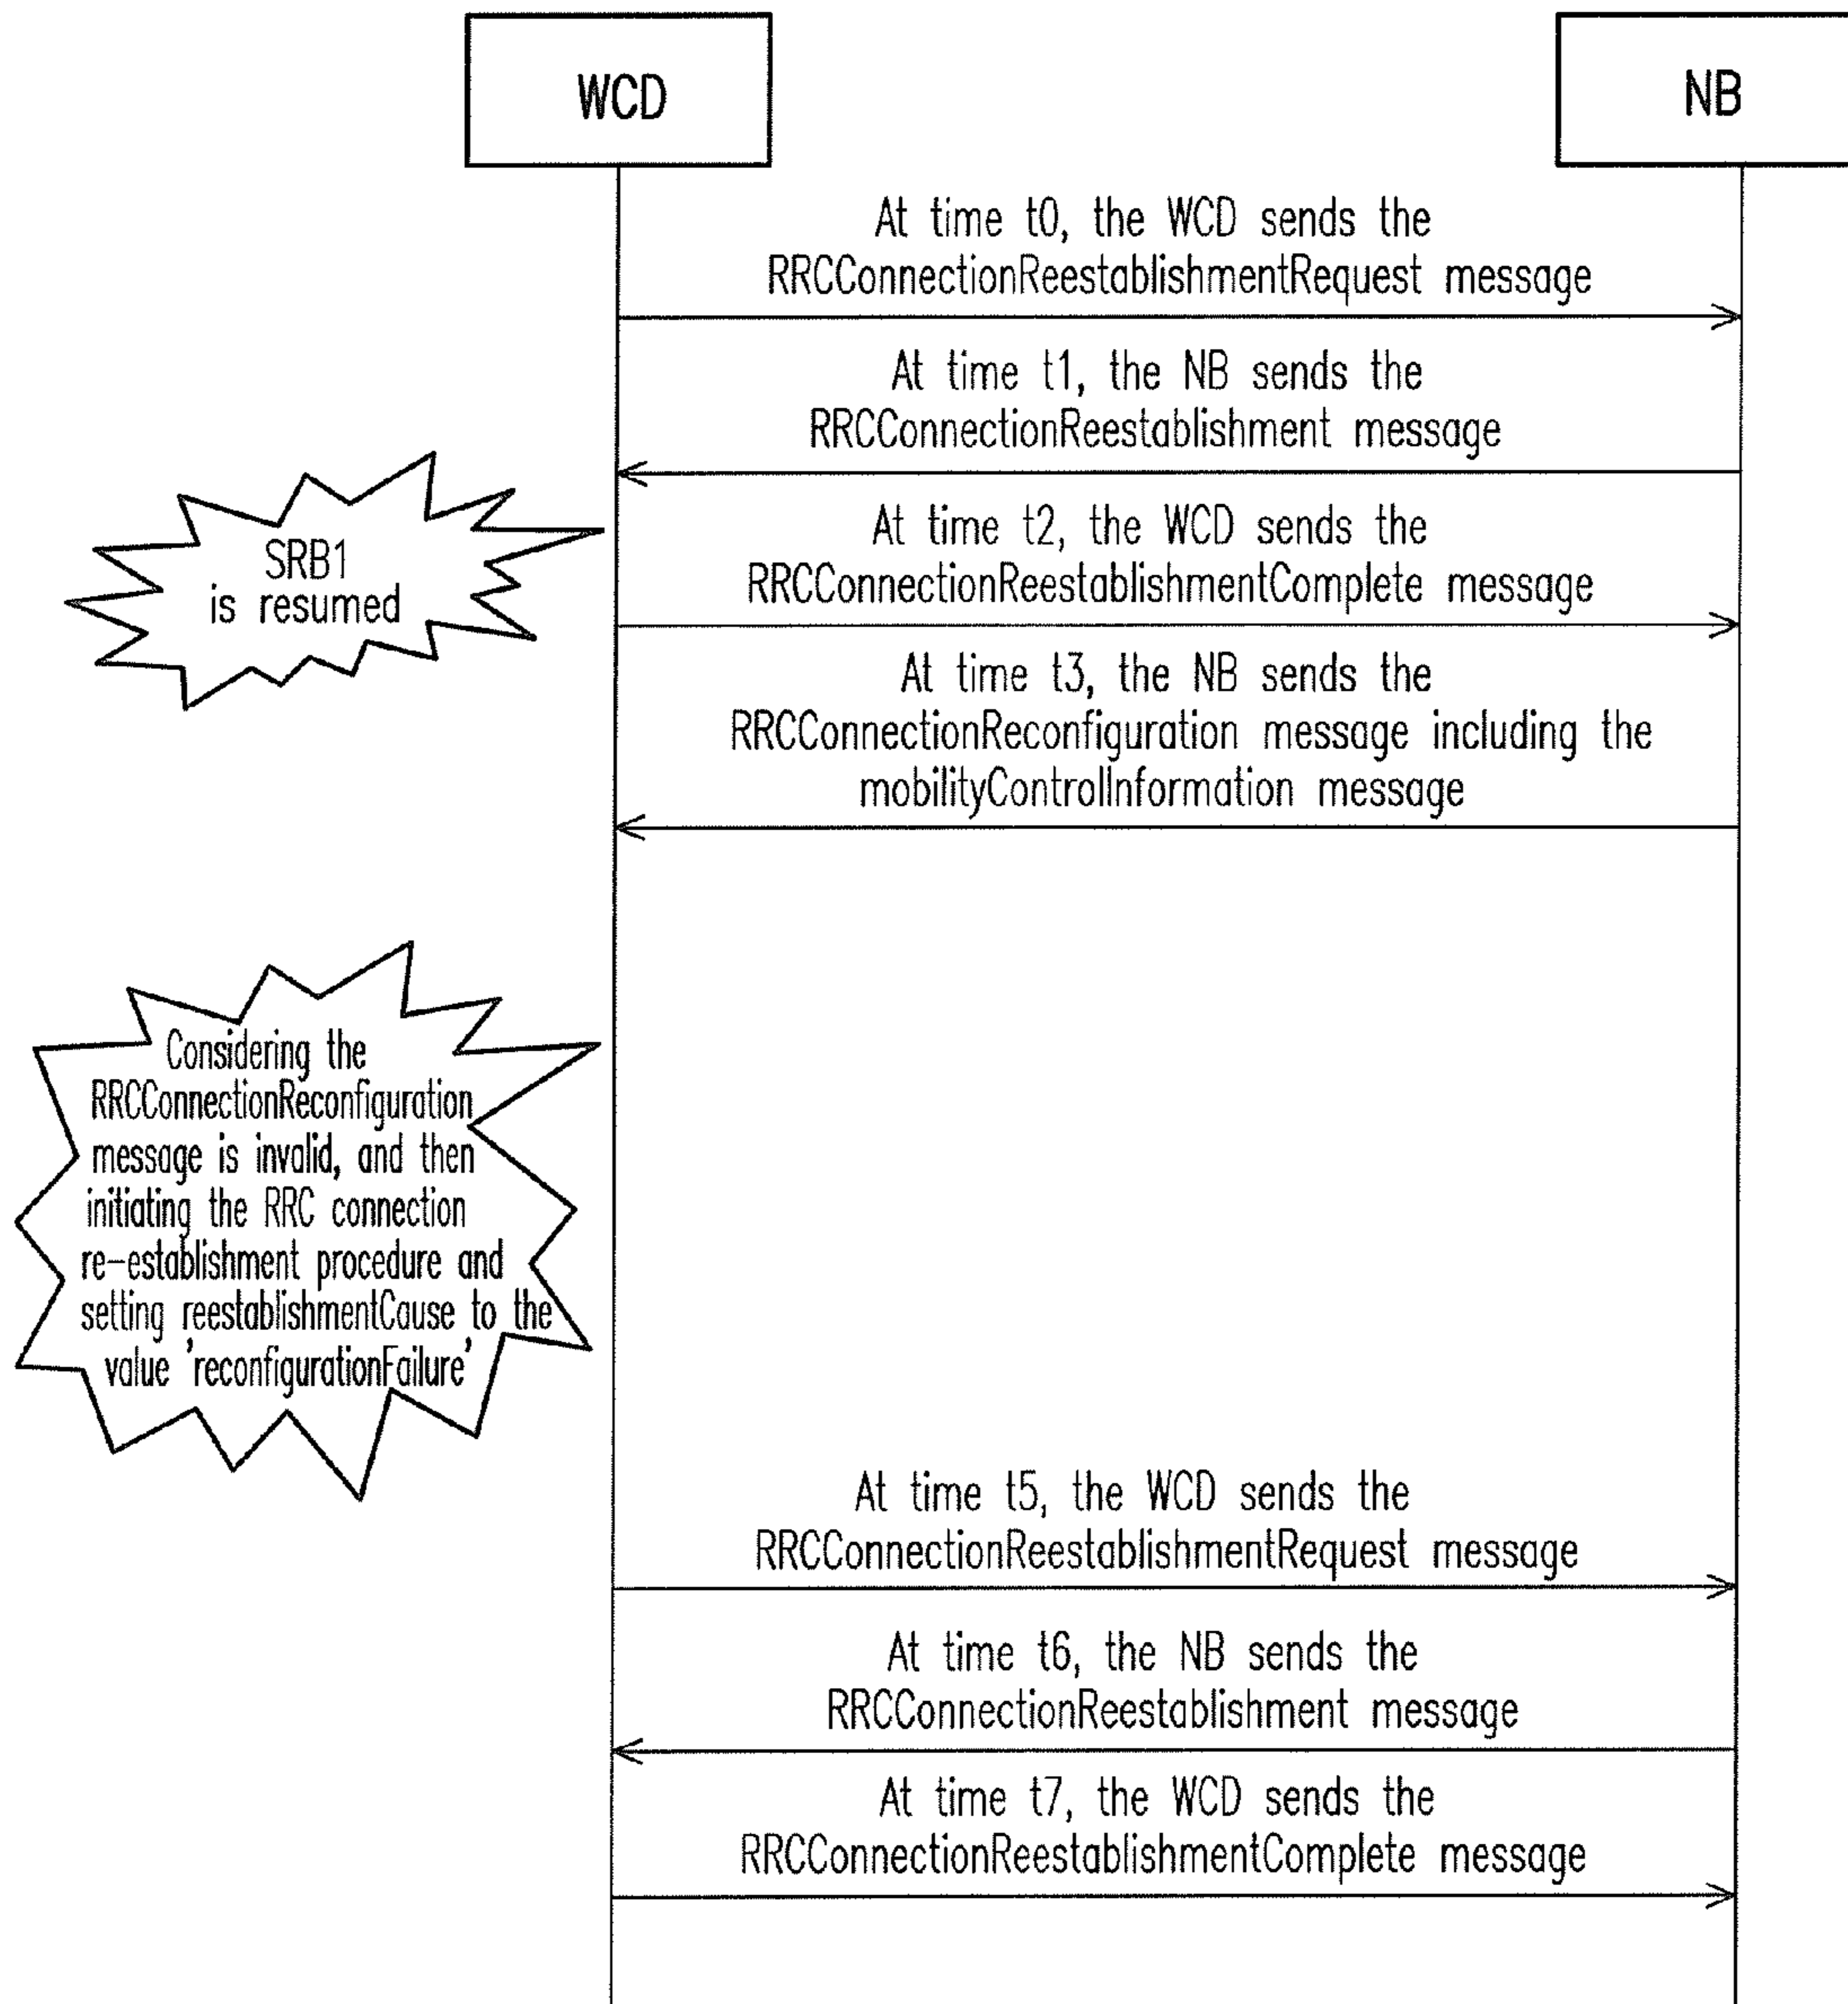 WCD
NB
At time t0, the WCD sends the
RRCConnectionReestablishmentRequest message
At time t1, the NB sends the
RRCConnectionReestablishment message
SRB1
is resumed
At time t2, the WCD sends the
RRCConnectionReestablishmentComplete message
At time t3, the NB sends the
RRCConnectionReconfiguration message including the
mobilityControlInformation message
Considering the
RRCConnectionReconfiguration
message is invalid, and then
initiating the RRC connection
re-establishment procedure and
setting reestablishmentCause to the
value 'reconfigurationFailure'
At time t5, the WCD sends the
RRCConnectionReestablishmentRequest message
At time t6, the NB sends the
RRCConnectionReestablishment message
At time t7, the WCD sends the
RRCConnectionReestablishmentComplete message